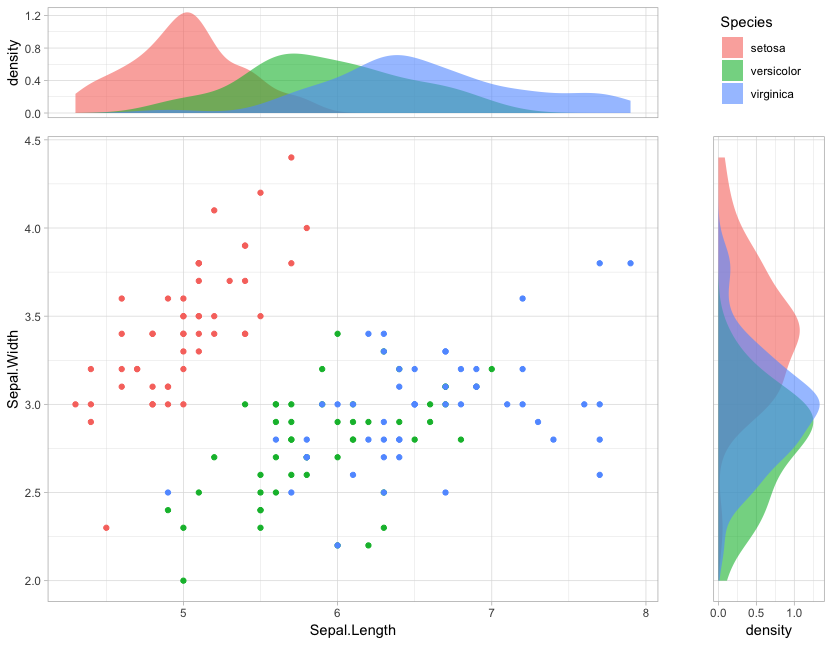 density
1.2
0.8
0.4
0.0
Species
setosa
versicolor
virginica
Sepal.Width
4.5
4.0
3.5
3.0
2.5
2.0
5 6 7 8
Sepal.Length
0.0 0.5 1.0
density